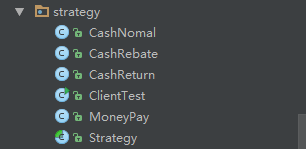 strategy
CashNomal
CashRebate
CashReturn
ClientTest
MoneyPay
Strategy